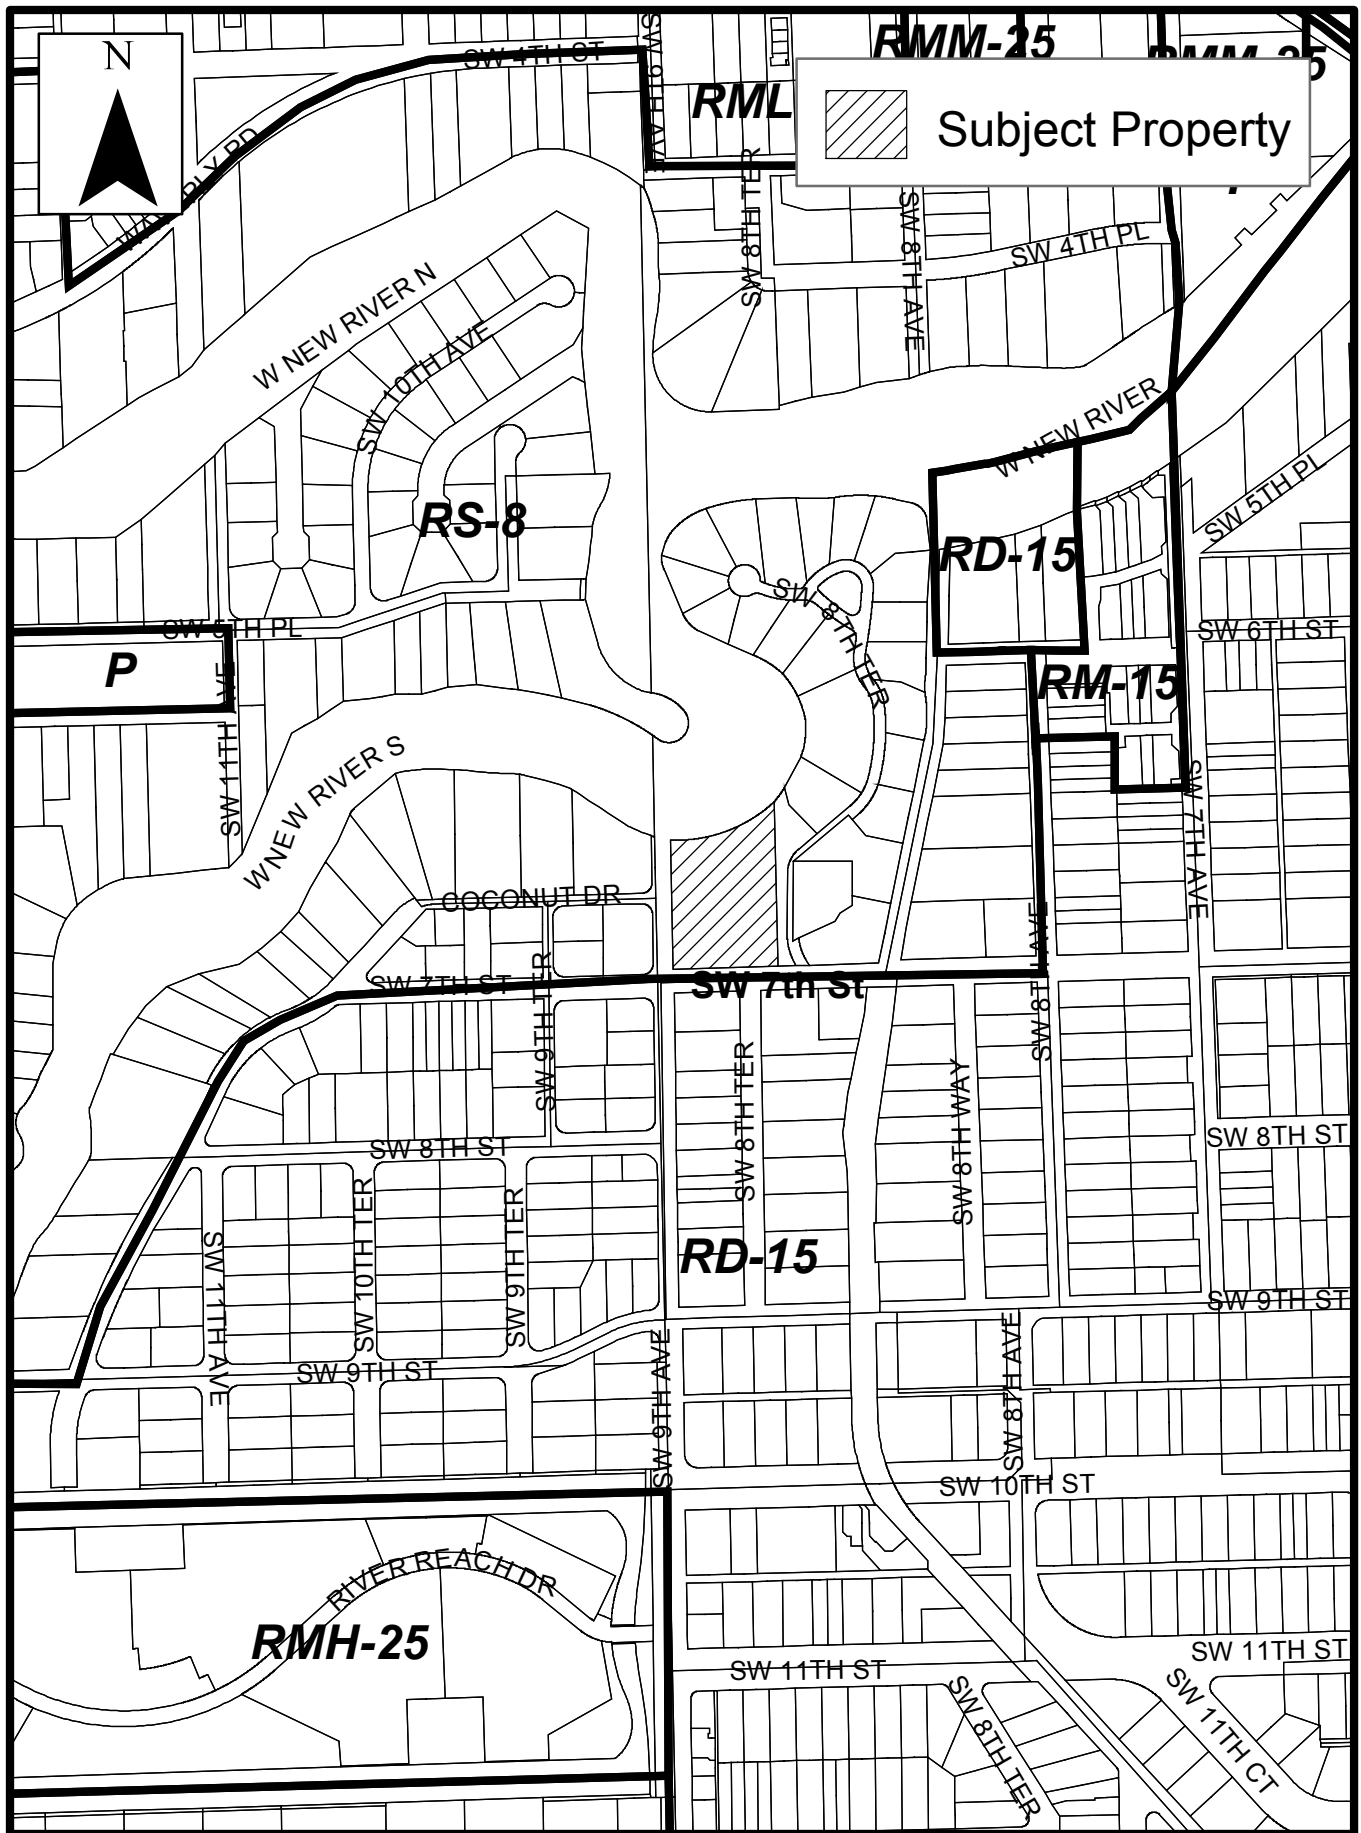 N
SW 4TH ST
SW 9TH AVE
RMM-25
RMM-25
RML
Subject Property
SW 8TH TER
SW 8TH AVE
SW 4TH PL
W NEW RIVER N
SW 10TH AVE
W NEW RIVER
SW 5TH PL
RS-8
RD-15
SW 8TH TER
SW 5TH PL
SW 6TH ST
P
RM-15
SW 11TH AVE
W NEW RIVER S
SW 7TH AVE
COCONUT DR
SW 8TH AVE
SW 7TH ST
SW 7th St
SW 9TH TER
SW 8TH TER
SW 8TH WAY
SW 8TH ST
SW 8TH ST
SW 10TH TER
SW 9TH TER
SW 11TH AVE
RD-15
SW 9TH ST
SW 9TH ST
SW 9TH AVE
SW 8TH AVE
SW 10TH ST
RIVER REACH DR
RMH-25
SW 11TH ST
SW 11TH ST
SW 8TH TER
SW 11TH CT